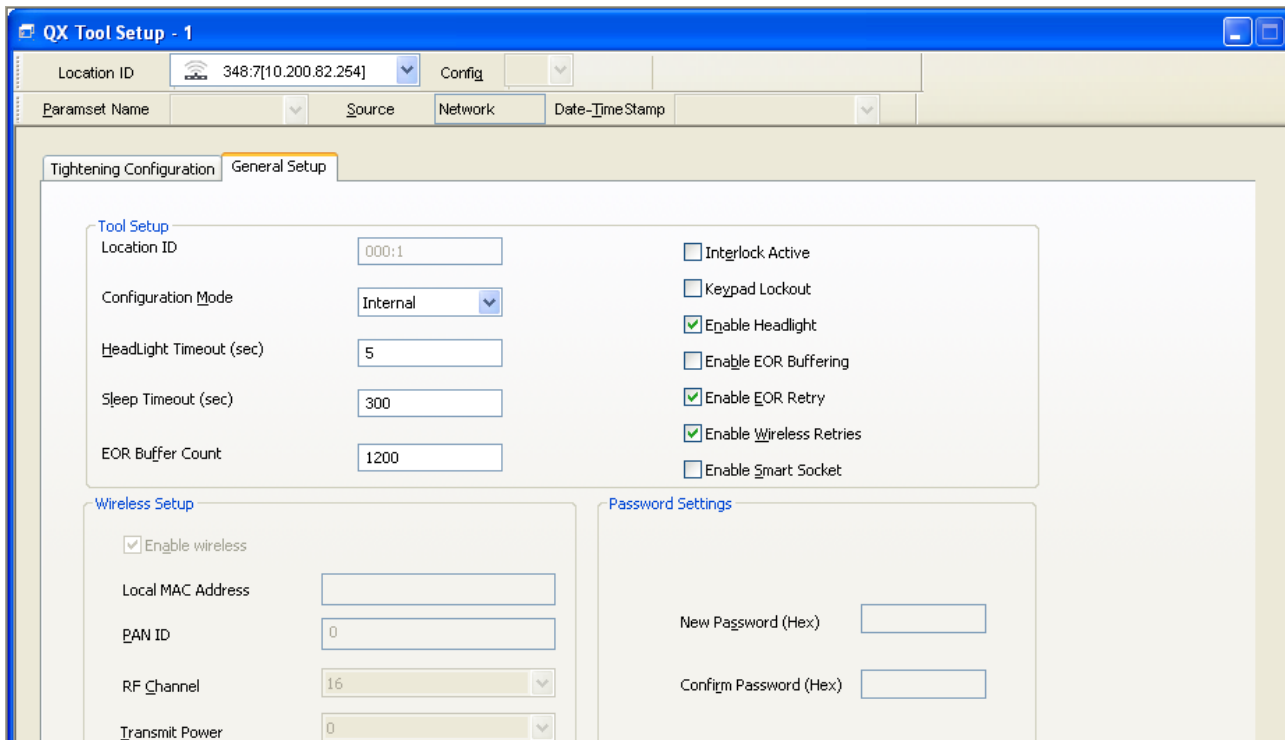 QX Tool Setup - 1
Location ID 348:7[10.200.82.254] Config
Paramset Name Source Network Date-TimeStamp
Tightening Configuration General Setup
Tool Setup
Location ID 000:1 Interlock Active
Configuration Mode Internal Keypad Lockout
HeadLight Timeout (sec) 5 Enable Headlight
Enable EOR Buffering
Sleep Timeout (sec) 300 Enable EOR Retry
Enable Wireless Retries
EOR Buffer Count 1200 Enable Smart Socket
Wireless Setup Password Settings
Enable wireless
Local MAC Address
New Password (Hex)
PAN ID 0
RF Channel 16 Confirm Password (Hex)
Transmit Power 0